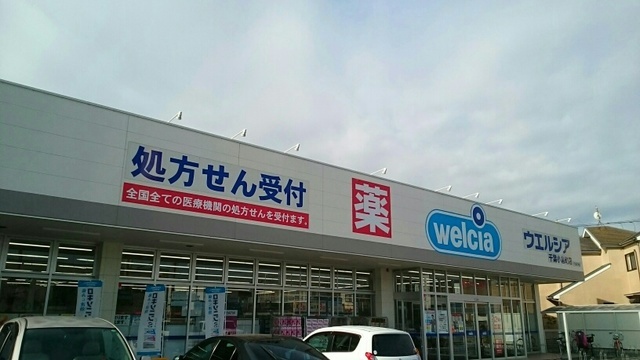 処方せん受付
全国全ての医療機関の処方せんを受付ます。
薬
welcia
ウエルシア